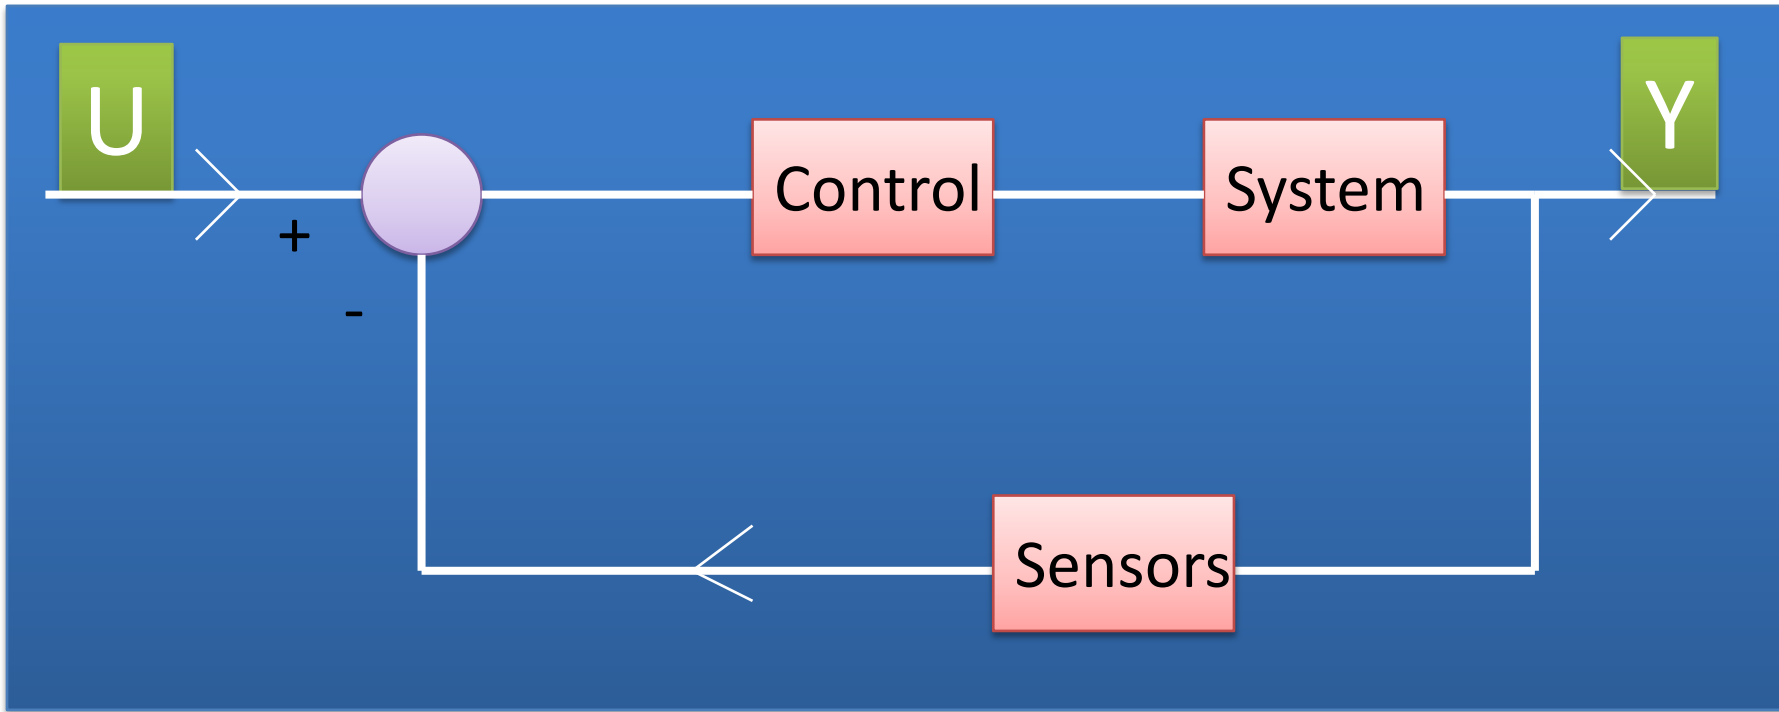 U
Y
Control
System
+
-
Sensors